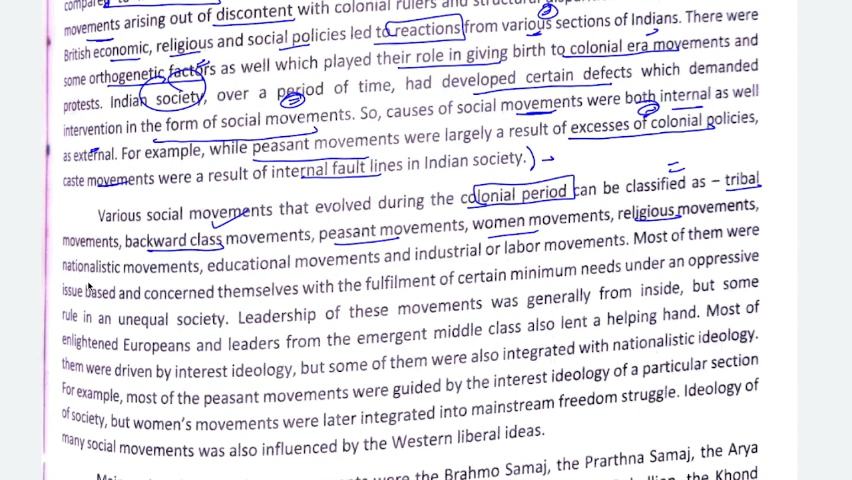 movements arising out of discontent with colonial rulers and
British economic, religious and social policies led to reactions from various sections of Indians. There were
some orthogenetic factors as well which played their role in giving birth to colonial era movements and
protests. Indian society, over a period of time, had developed certain defects which demanded
intervention in the form of social movements. So, causes of social movements were both internal as well
as external. For example, while peasant movements were largely a result of excesses of colonial policies,
caste movements were a result of internal fault lines in Indian society.
Various social movements that evolved during the colonial period can be classified as – tribal
movements, backward class movements, peasant movements, women movements, religious movements,
nationalistic movements, educational movements and industrial or labor movements. Most of them were
issue based and concerned themselves with the fulfilment of certain minimum needs under an oppressive
rule in an unequal society. Leadership of these movements was generally from inside, but some
enlightened Europeans and leaders from the emergent middle class also lent a helping hand. Most of
them were driven by interest ideology, but some of them were also integrated with nationalistic ideology.
For example, most of the peasant movements were guided by the interest ideology of a particular section
of society, but women's movements were later integrated into mainstream freedom struggle. Ideology of
many social movements was also influenced by the Western liberal ideas.
were the Brahmo Samaj, the Prarthna Samaj, the Arya
the Khond